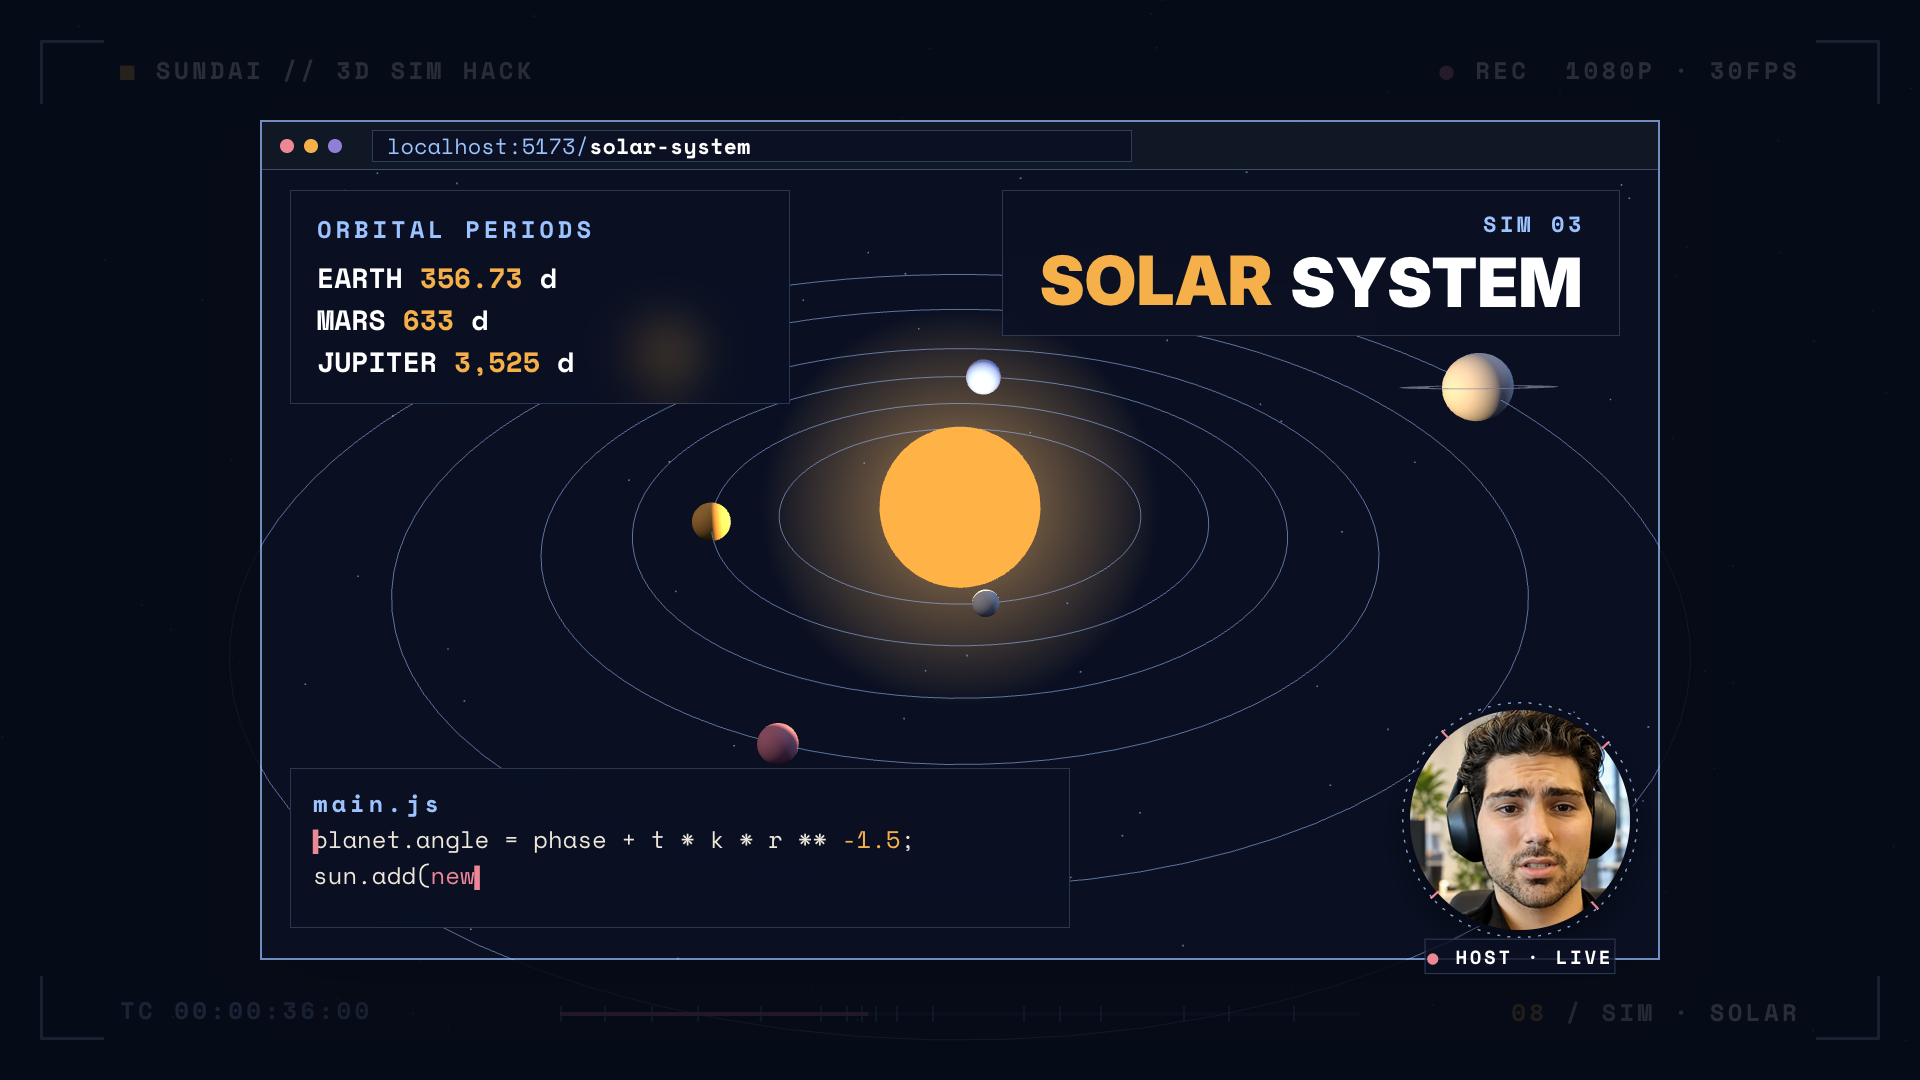 SUNDAI // 3D SIM HACK
REC 1080P · 30FPS
localhost:5173/solar-system
ORBITAL PERIODS
EARTH 356.73 d
MARS 633 d
JUPITER 3,525 d
SIM 03
SOLAR SYSTEM
main.js
planet.angle = phase + t * k * r ** -1.5;
sun.add(new
HOST · LIVE
TC 00:00:36:00
08 / SIM · SOLAR